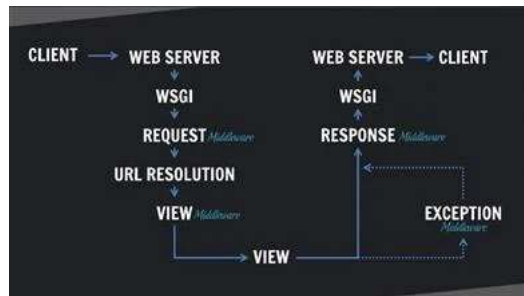 CLIENT WEB SERVER WEB SERVER CLIENT
WSGI WSGI
REQUEST Middleware RESPONSE Middleware
URL RESOLUTION
VIEW Middleware EXCEPTION
Middleware
VIEW